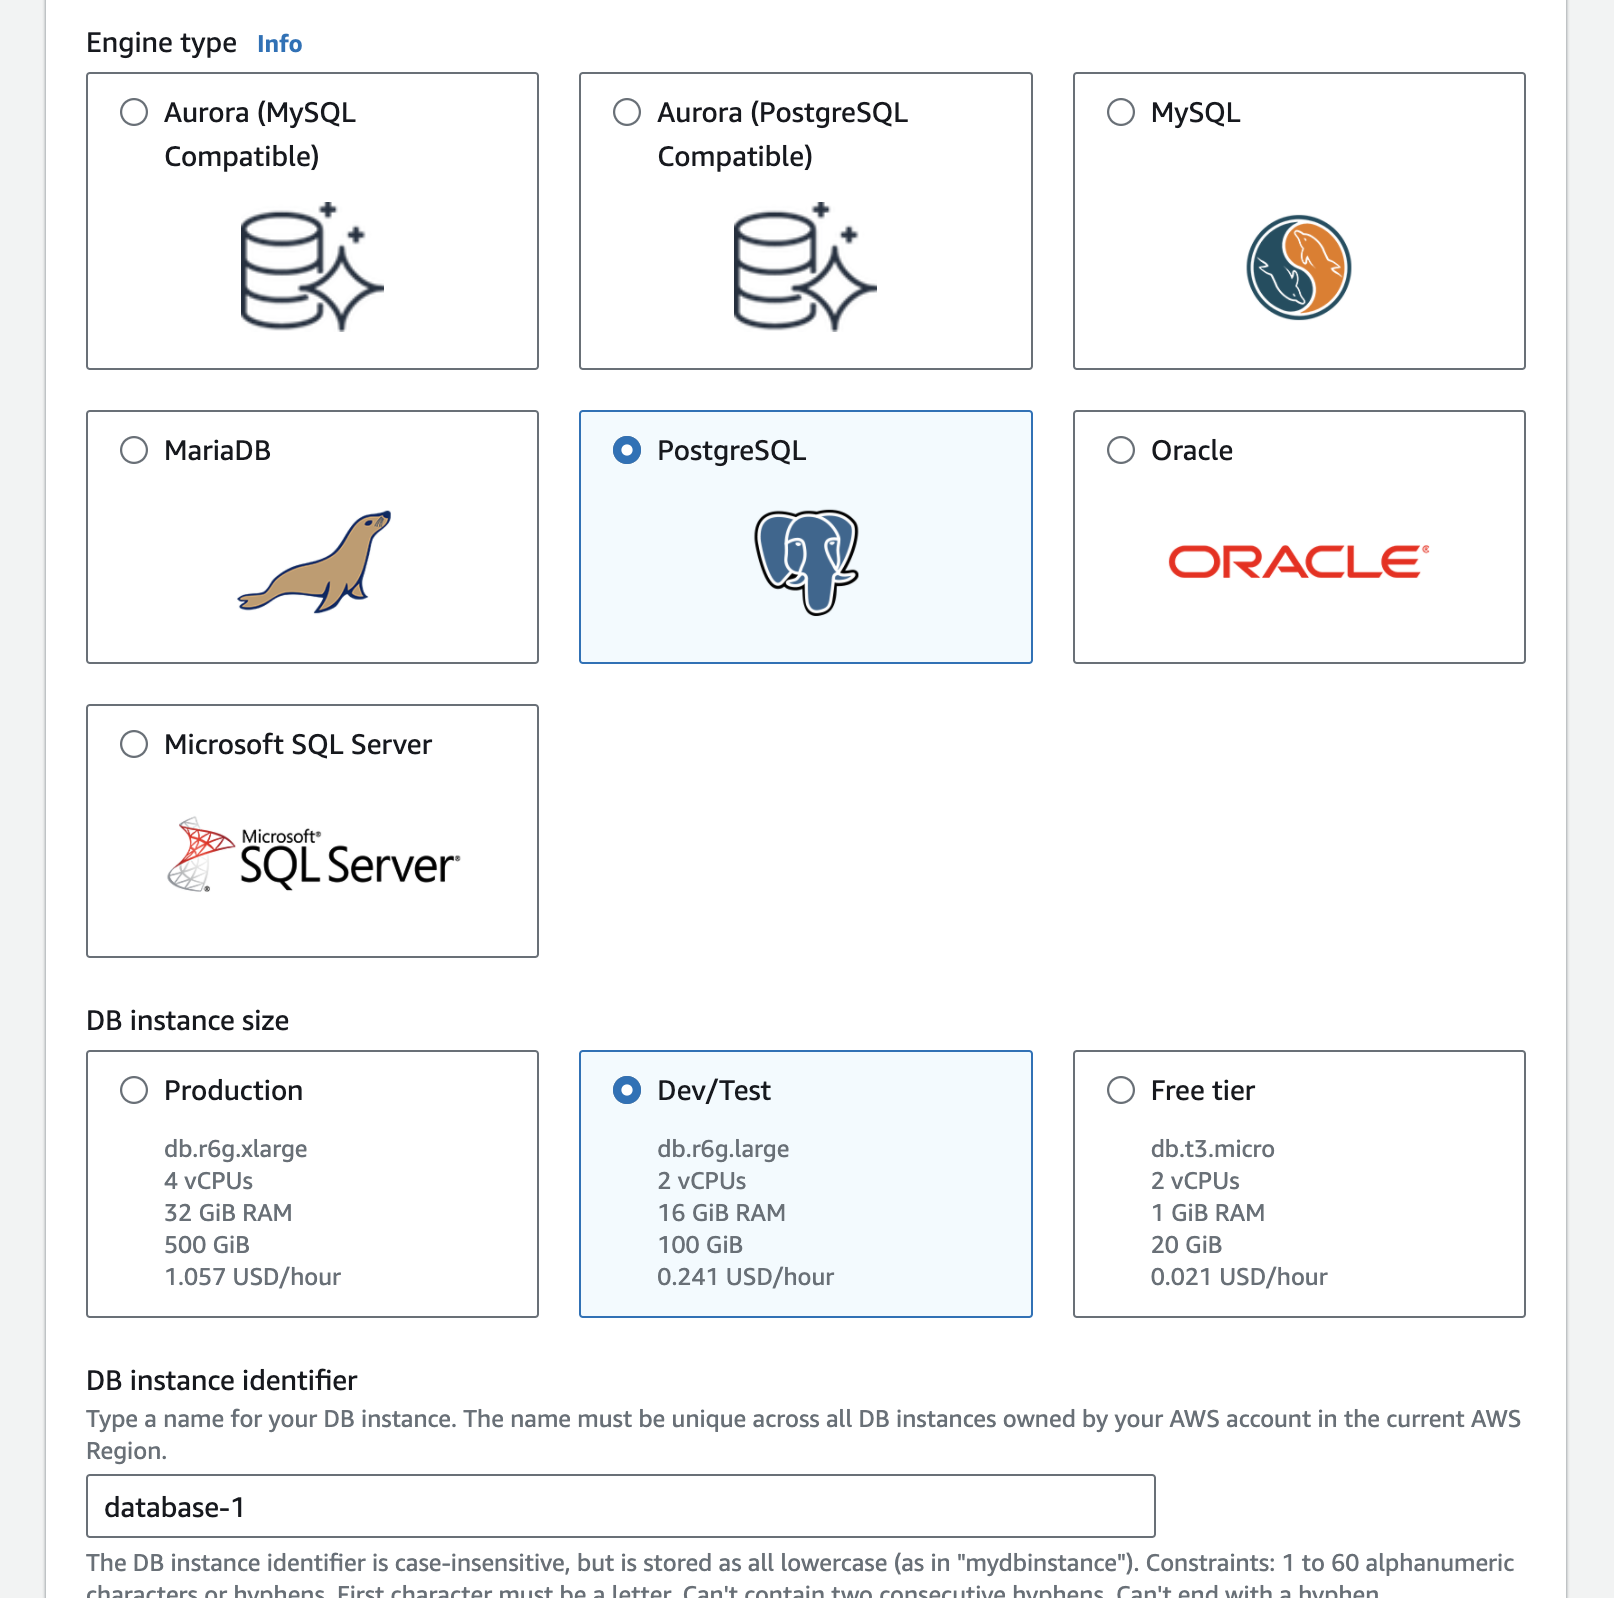 Engine type Info
Aurora (MySQL
Compatible)
Aurora (PostgreSQL
Compatible)
MySQL
MariaDB
PostgreSQL
Oracle
ORACLE®
Microsoft SQL Server
Microsoft®
SQL Server®
DB instance size
Production
db.r6g.xlarge
4 vCPUs
32 GiB RAM
500 GiB
1.057 USD/hour
Dev/Test
db.r6g.large
2 vCPUs
16 GiB RAM
100 GiB
0.241 USD/hour
Free tier
db.t3.micro
2 vCPUs
1 GiB RAM
20 GiB
0.021 USD/hour
DB instance identifier
Type a name for your DB instance. The name must be unique across all DB instances owned by your AWS account in the current AWS
Region.
database-1
The DB instance identifier is case-insensitive, but is stored as all lowercase (as in "mydbinstance"). Constraints: 1 to 60 alphanumeric
characters or hyphens. First character must be a letter. Can't contain two consecutive hyphens. Can't end with a hyphen.